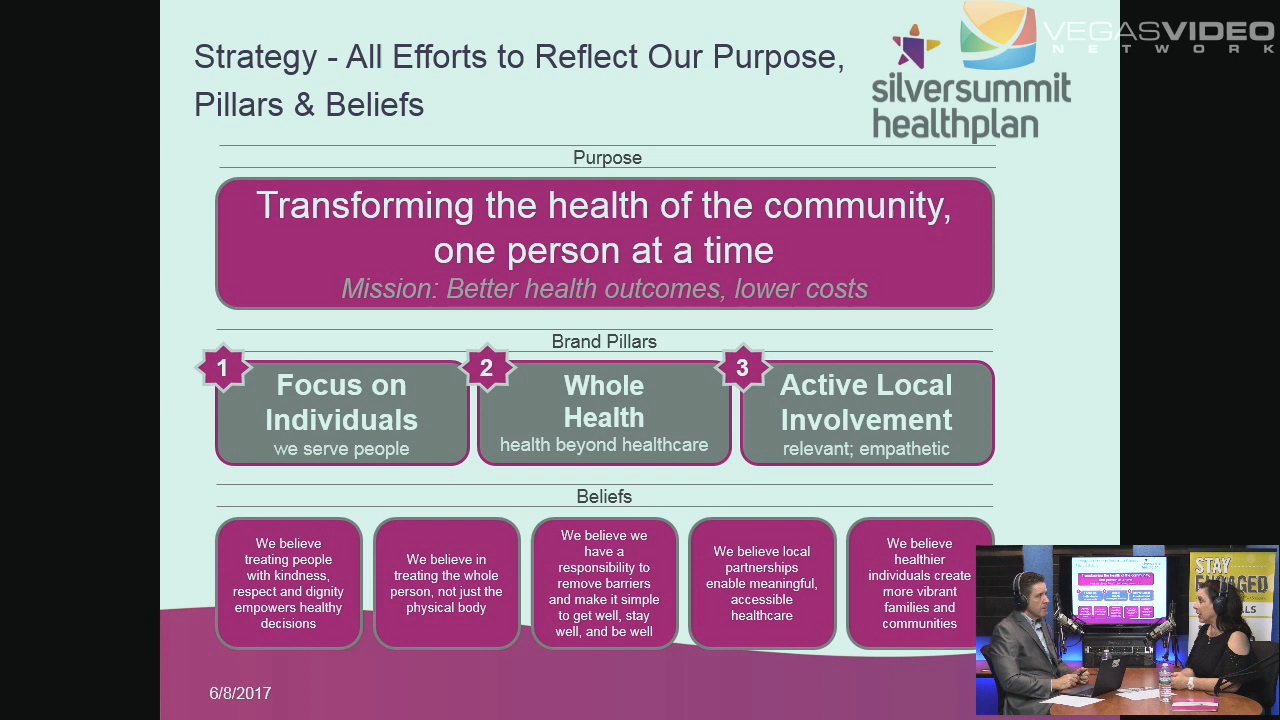 Strategy - All Efforts to Reflect Our Purpose,
Pillars & Beliefs
silversummit
healthplan
VEGASVIDEO
NETWORK
Purpose
Transforming the health of the community,
one person at a time
Mission: Better health outcomes, lower costs
Brand Pillars
1
Focus on
Individuals
we serve people
2
Whole
Health
health beyond healthcare
3
Active Local
Involvement
relevant; empathetic
Beliefs
We believe
treating people
with kindness,
respect and dignity
empowers healthy
decisions
We believe in
treating the whole
person, not just the
physical body
We believe we
have a
responsibility to
remove barriers
and make it simple
to get well, stay
well, and be well
We believe local
partnerships
enable meaningful,
accessible
healthcare
We believe
healthier
individuals create
more vibrant
families and
communities
STAY
ENGAGED
6/8/2017